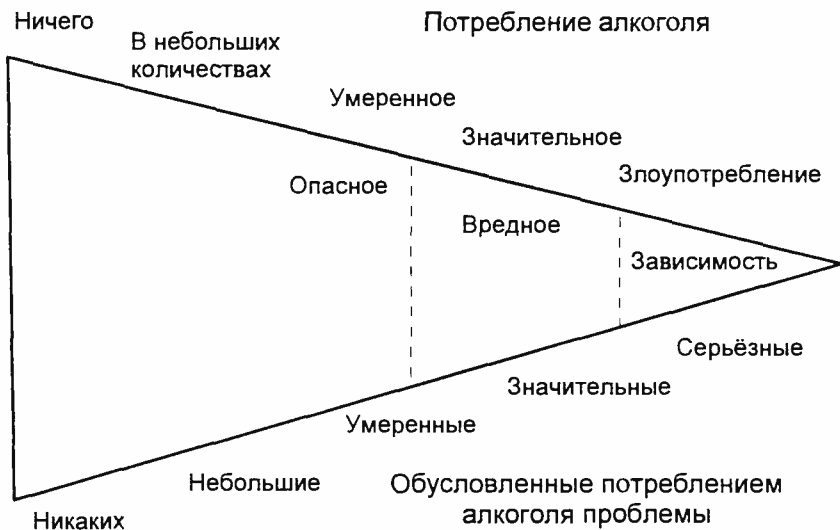 Ничего
Потребление алкоголя
В небольших
количествах
Умеренное
Значительное
Злоупотребление
Опасное
Вредное
Зависимость
Серьёзные
Значительные
Умеренные
Небольшие
Никаких
Обусловленные потреблением
алкоголя проблемы